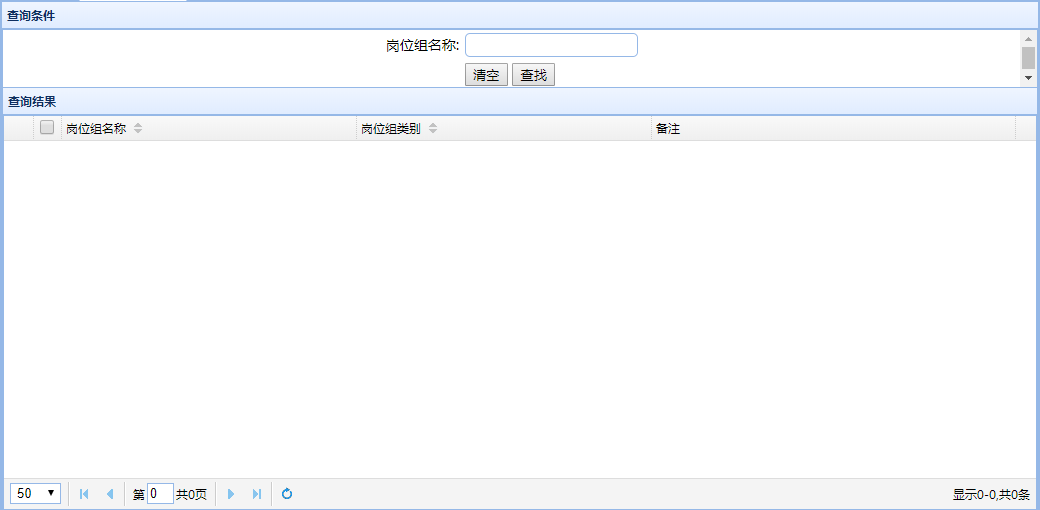 查询条件
岗位组名称:
清空 查找
查询结果
岗位组名称 岗位组类别 备注
50 第 0 共0页 显示0-0,共0条